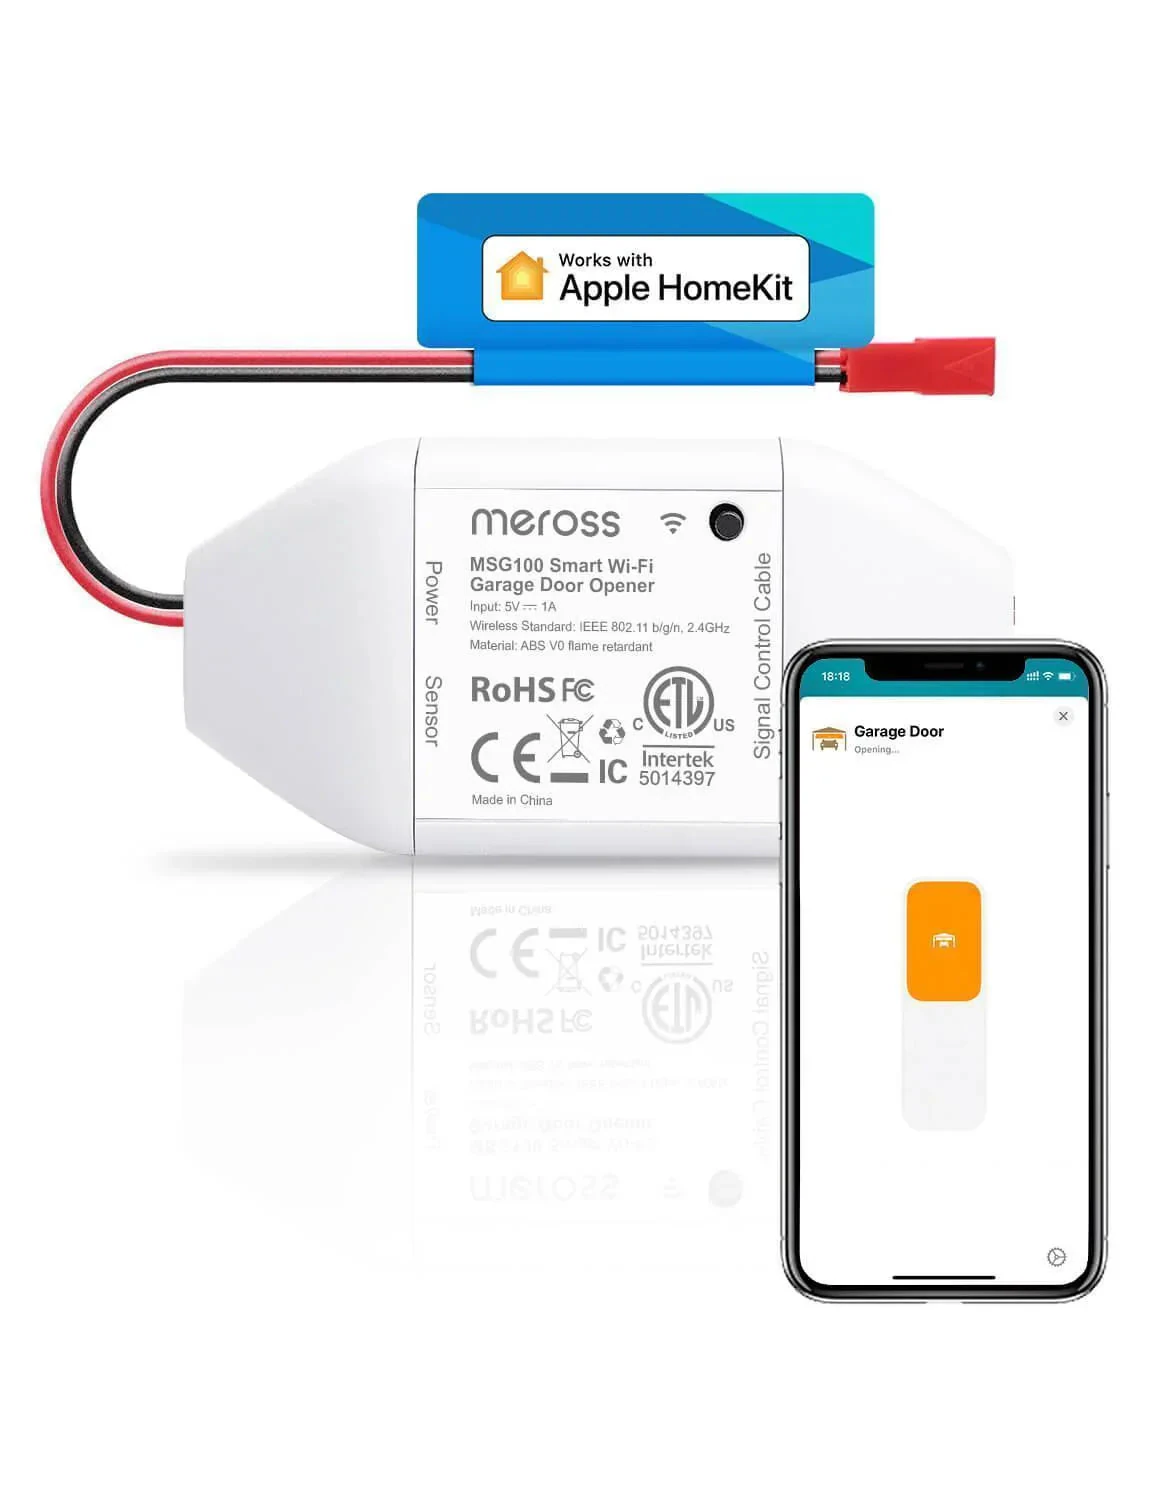 Works with
Apple HomeKit
meross
MSG100 Smart Wi-Fi
Garage Door Opener
Input: 5V ⎓ 1A
Wireless Standard: IEEE 802.11 b/g/n, 2.4GHz
Material: ABS V0 flame retardant
Power
Sensor
Signal Control Cable
RoHS FC
C ETL US
LISTED
CE IC
Intertek
5014397
Made in China
18:18
Garage Door
Opening...